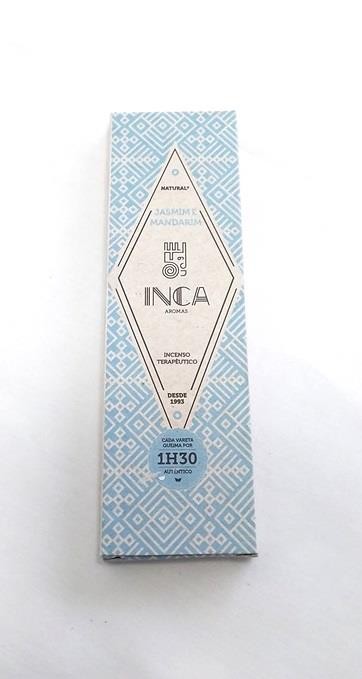 NATURAL*
JASMIM E
MANDARIM
INCA
AROMAS
INCENSO
TERAPÊUTICO
DESDE
1993
CADA VARETA
QUEIMA POR
1H30
AUTÊNTICO